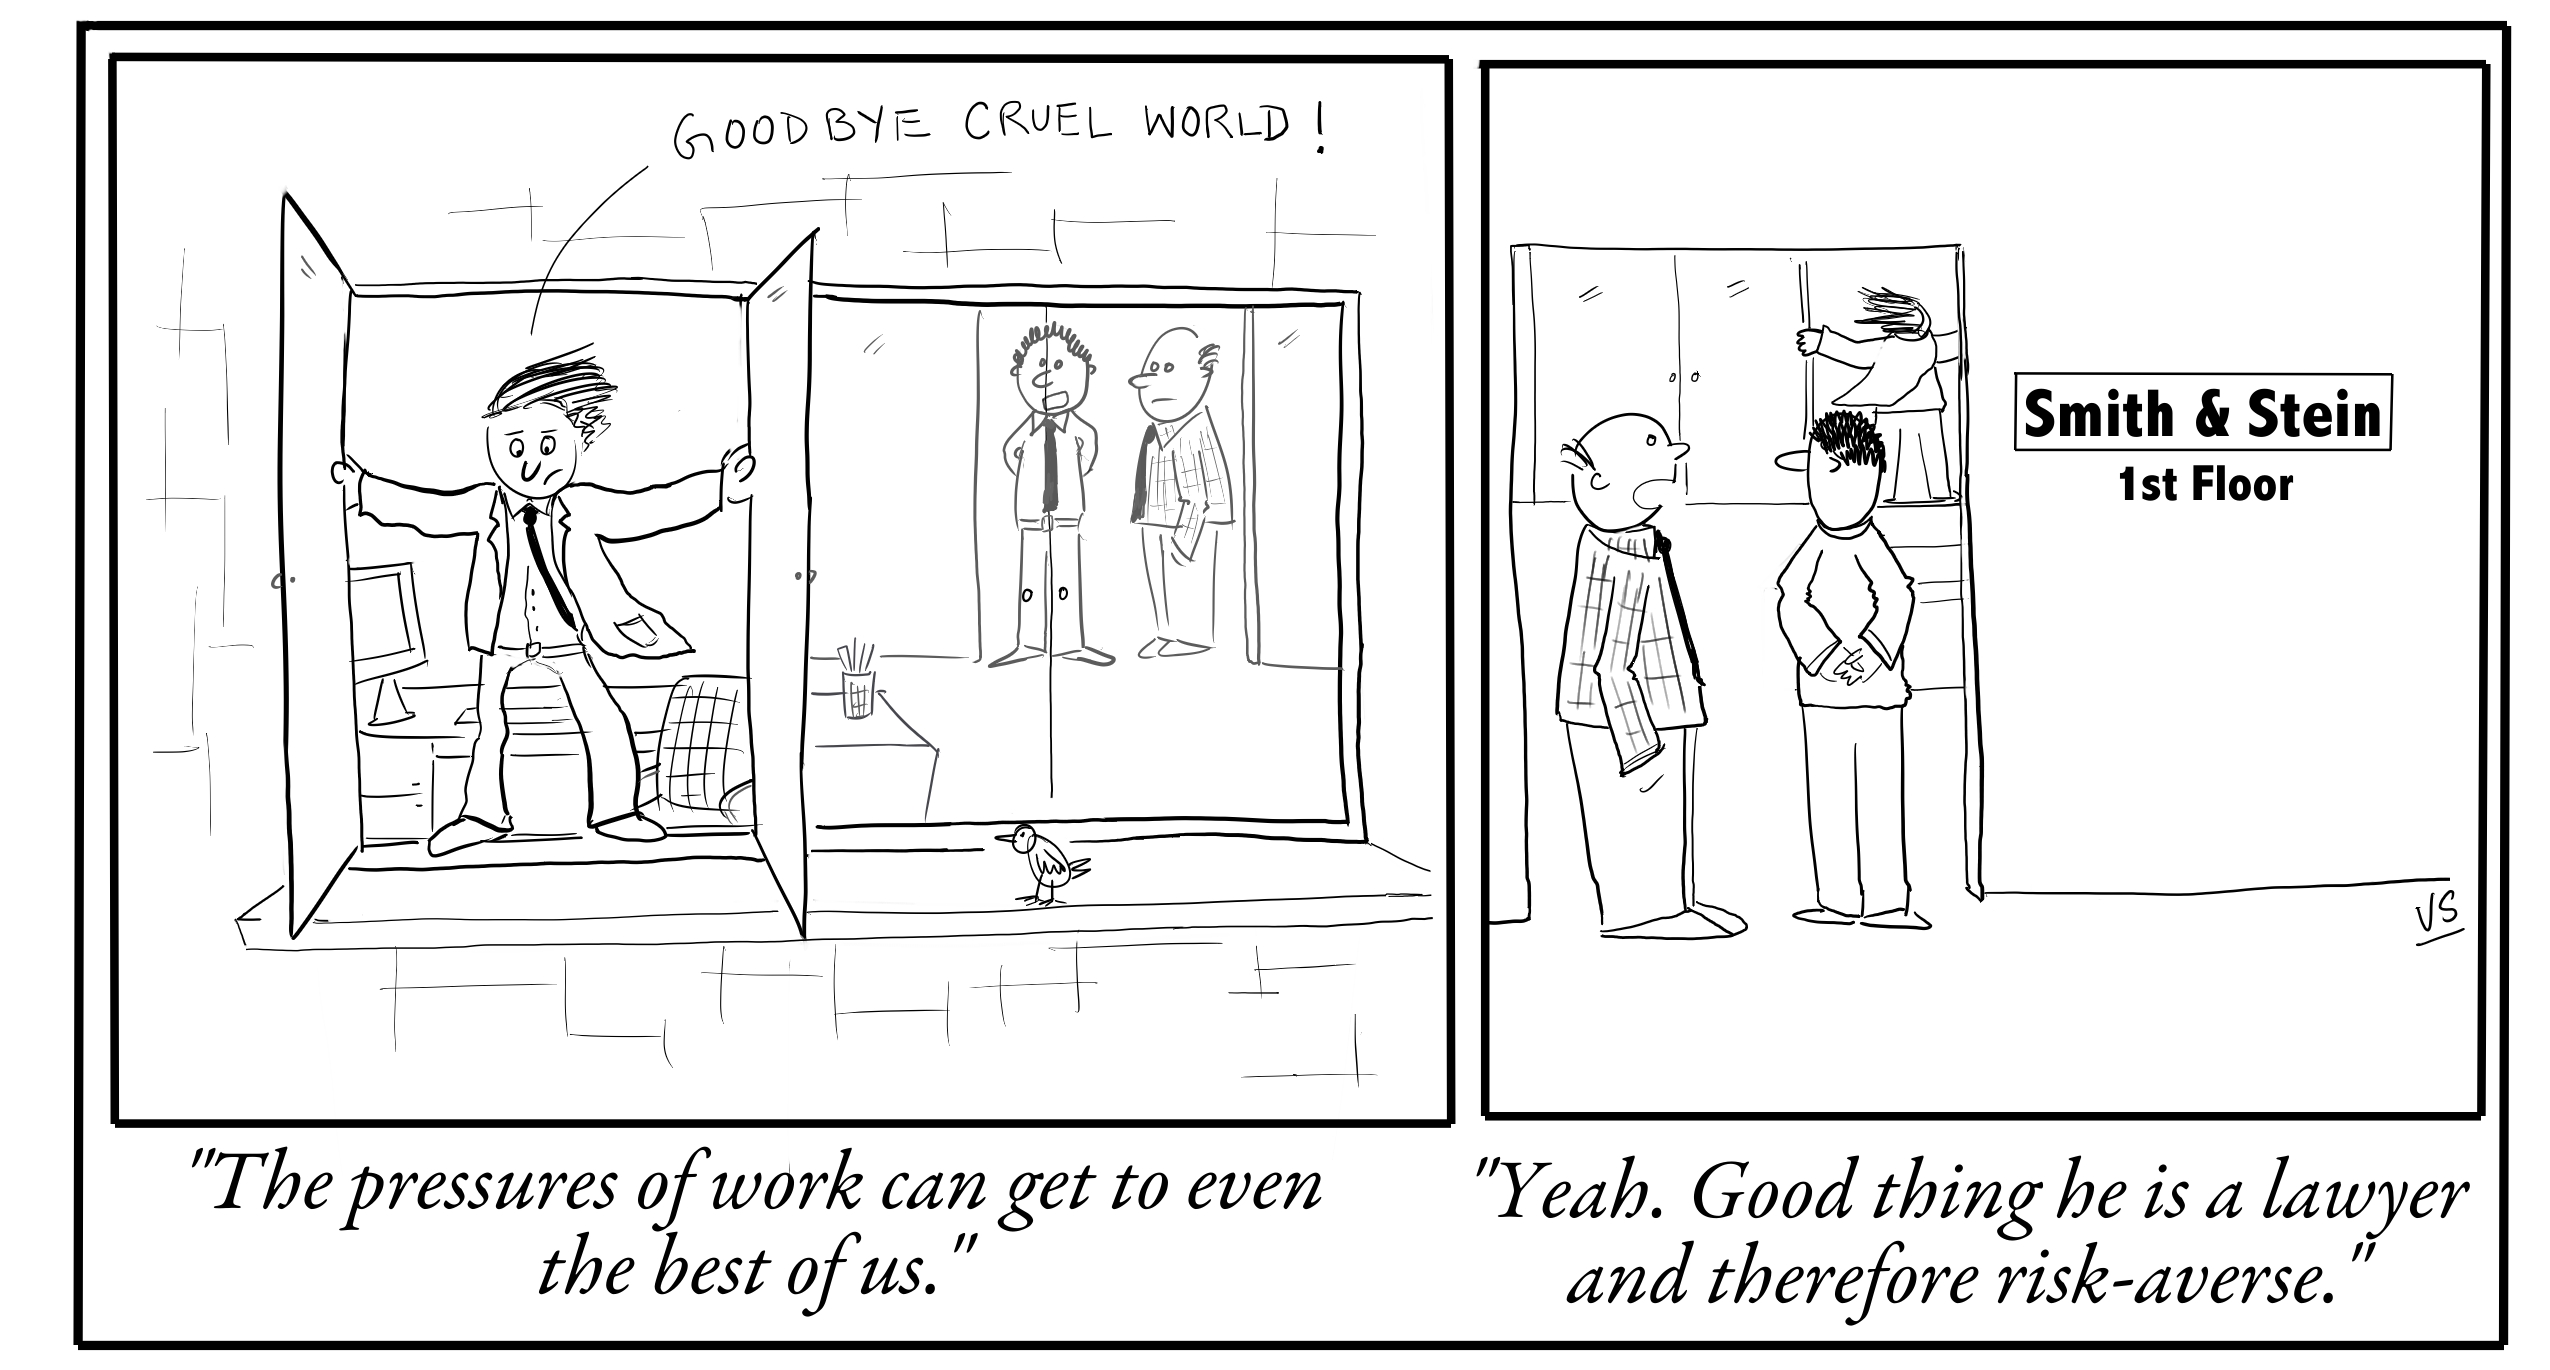 GOODBYE CRUEL WORLD!
Smith & Stein
1st Floor
VS
"The pressures of work can get to even
the best of us."
"Yeah. Good thing he is a lawyer
and therefore risk-averse."